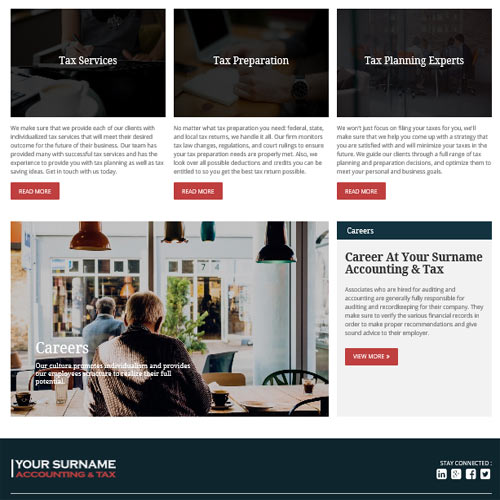 Tax Services
Tax Preparation
Tax Planning Experts
We make sure that we provide each of our clients with
individualized tax services that will meet their desired
outcome for the future of their business. Our team has
provided many with successful tax services and has the
experience to provide you with tax planning as well as tax
saving ideas. Get in touch with us today.
READ MORE
No matter what tax preparation you need: federal, state,
and local tax returns, we handle it all. Our firm monitors
tax law changes, regulations, and court rulings to ensure
your tax preparation needs are properly met. Also, we
look over all possible deductions and credits you can be
entitled to so you get the best tax return possible.
READ MORE
We won't just focus on filing your taxes for you, we'll
make sure that we help you come up with a strategy that
you are satisfied with and will minimize your taxes in the
future. We guide our clients through a full range of tax
planning and preparation decisions, and optimize them to
meet your personal and business goals.
READ MORE
Careers
Our culture promotes individualism and provides
our employees structure to realize their full
potential.
Careers
Career At Your Surname
Accounting & Tax
Associates who are hired for auditing and
accounting are generally fully responsible for
auditing and recordkeeping for their company. They
make sure to verify the various financial records in
order to make proper recommendations and give
sound advice to their employer.
VIEW MORE »
YOUR SURNAME
ACCOUNTING & TAX
STAY CONNECTED :